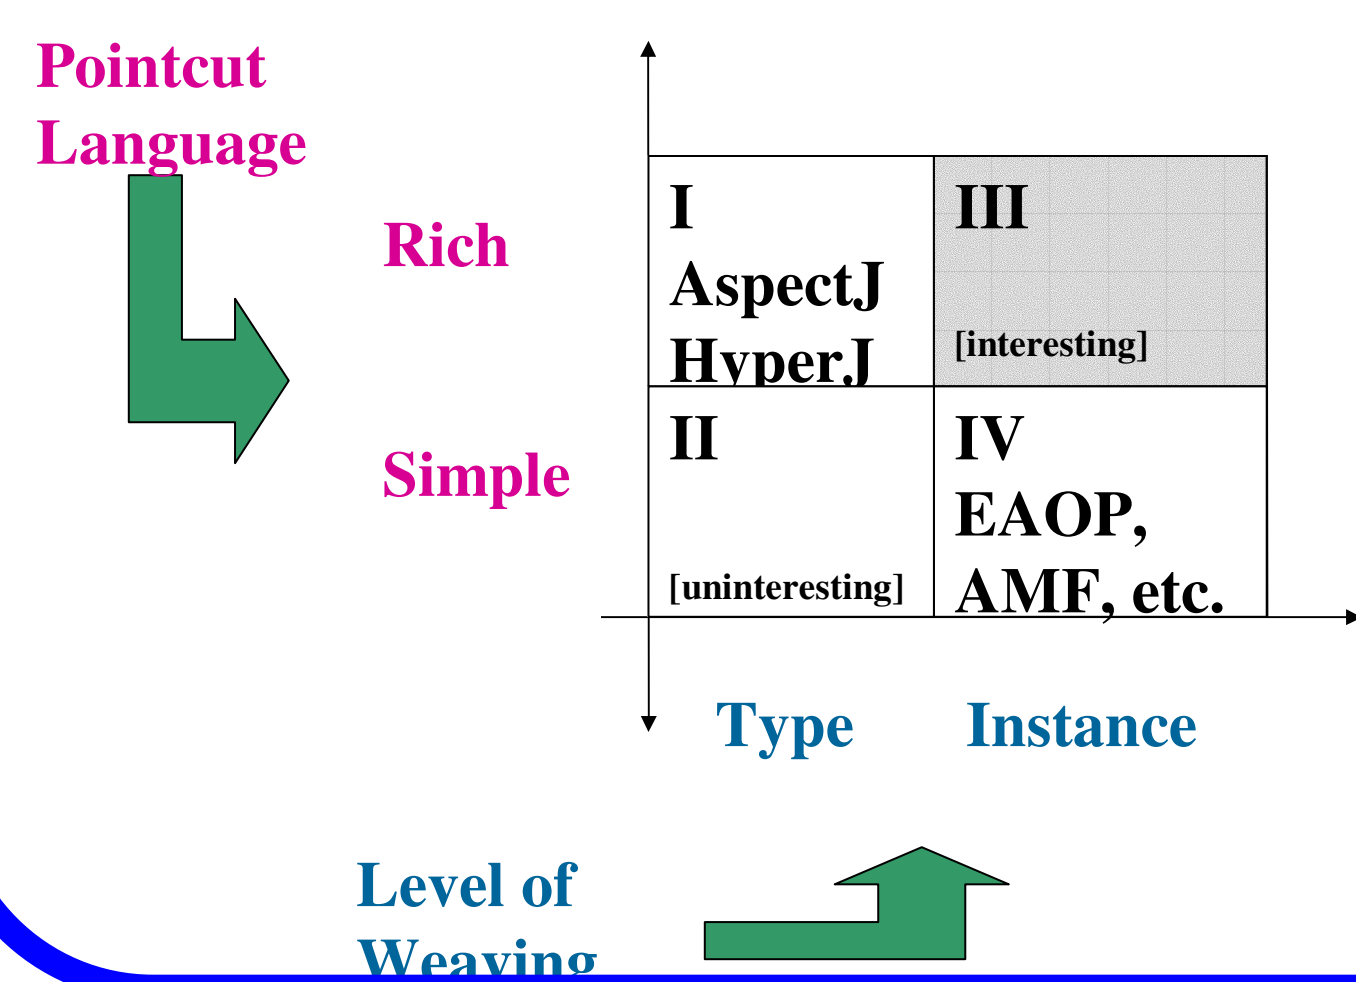 Pointcut
Language
Rich
Simple
I
AspectJ
HyperJ
III
[interesting]
II
[uninteresting]
IV
EAOP,
AMF, etc.
Type
Instance
Level of
Weaving